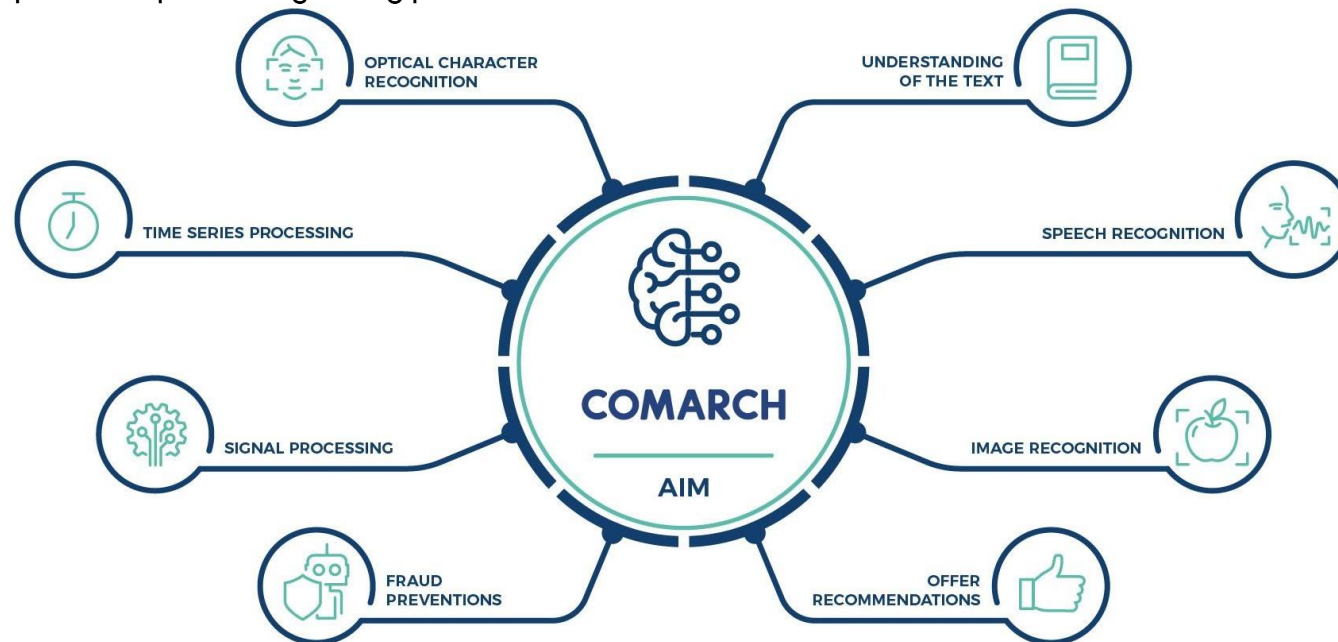 OPTICAL CHARACTER
RECOGNITION
UNDERSTANDING
OF THE TEXT
TIME SERIES PROCESSING
SPEECH RECOGNITION
COMARCH
AIM
SIGNAL PROCESSING
IMAGE RECOGNITION
FRAUD
PREVENTIONS
OFFER
RECOMMENDATIONS